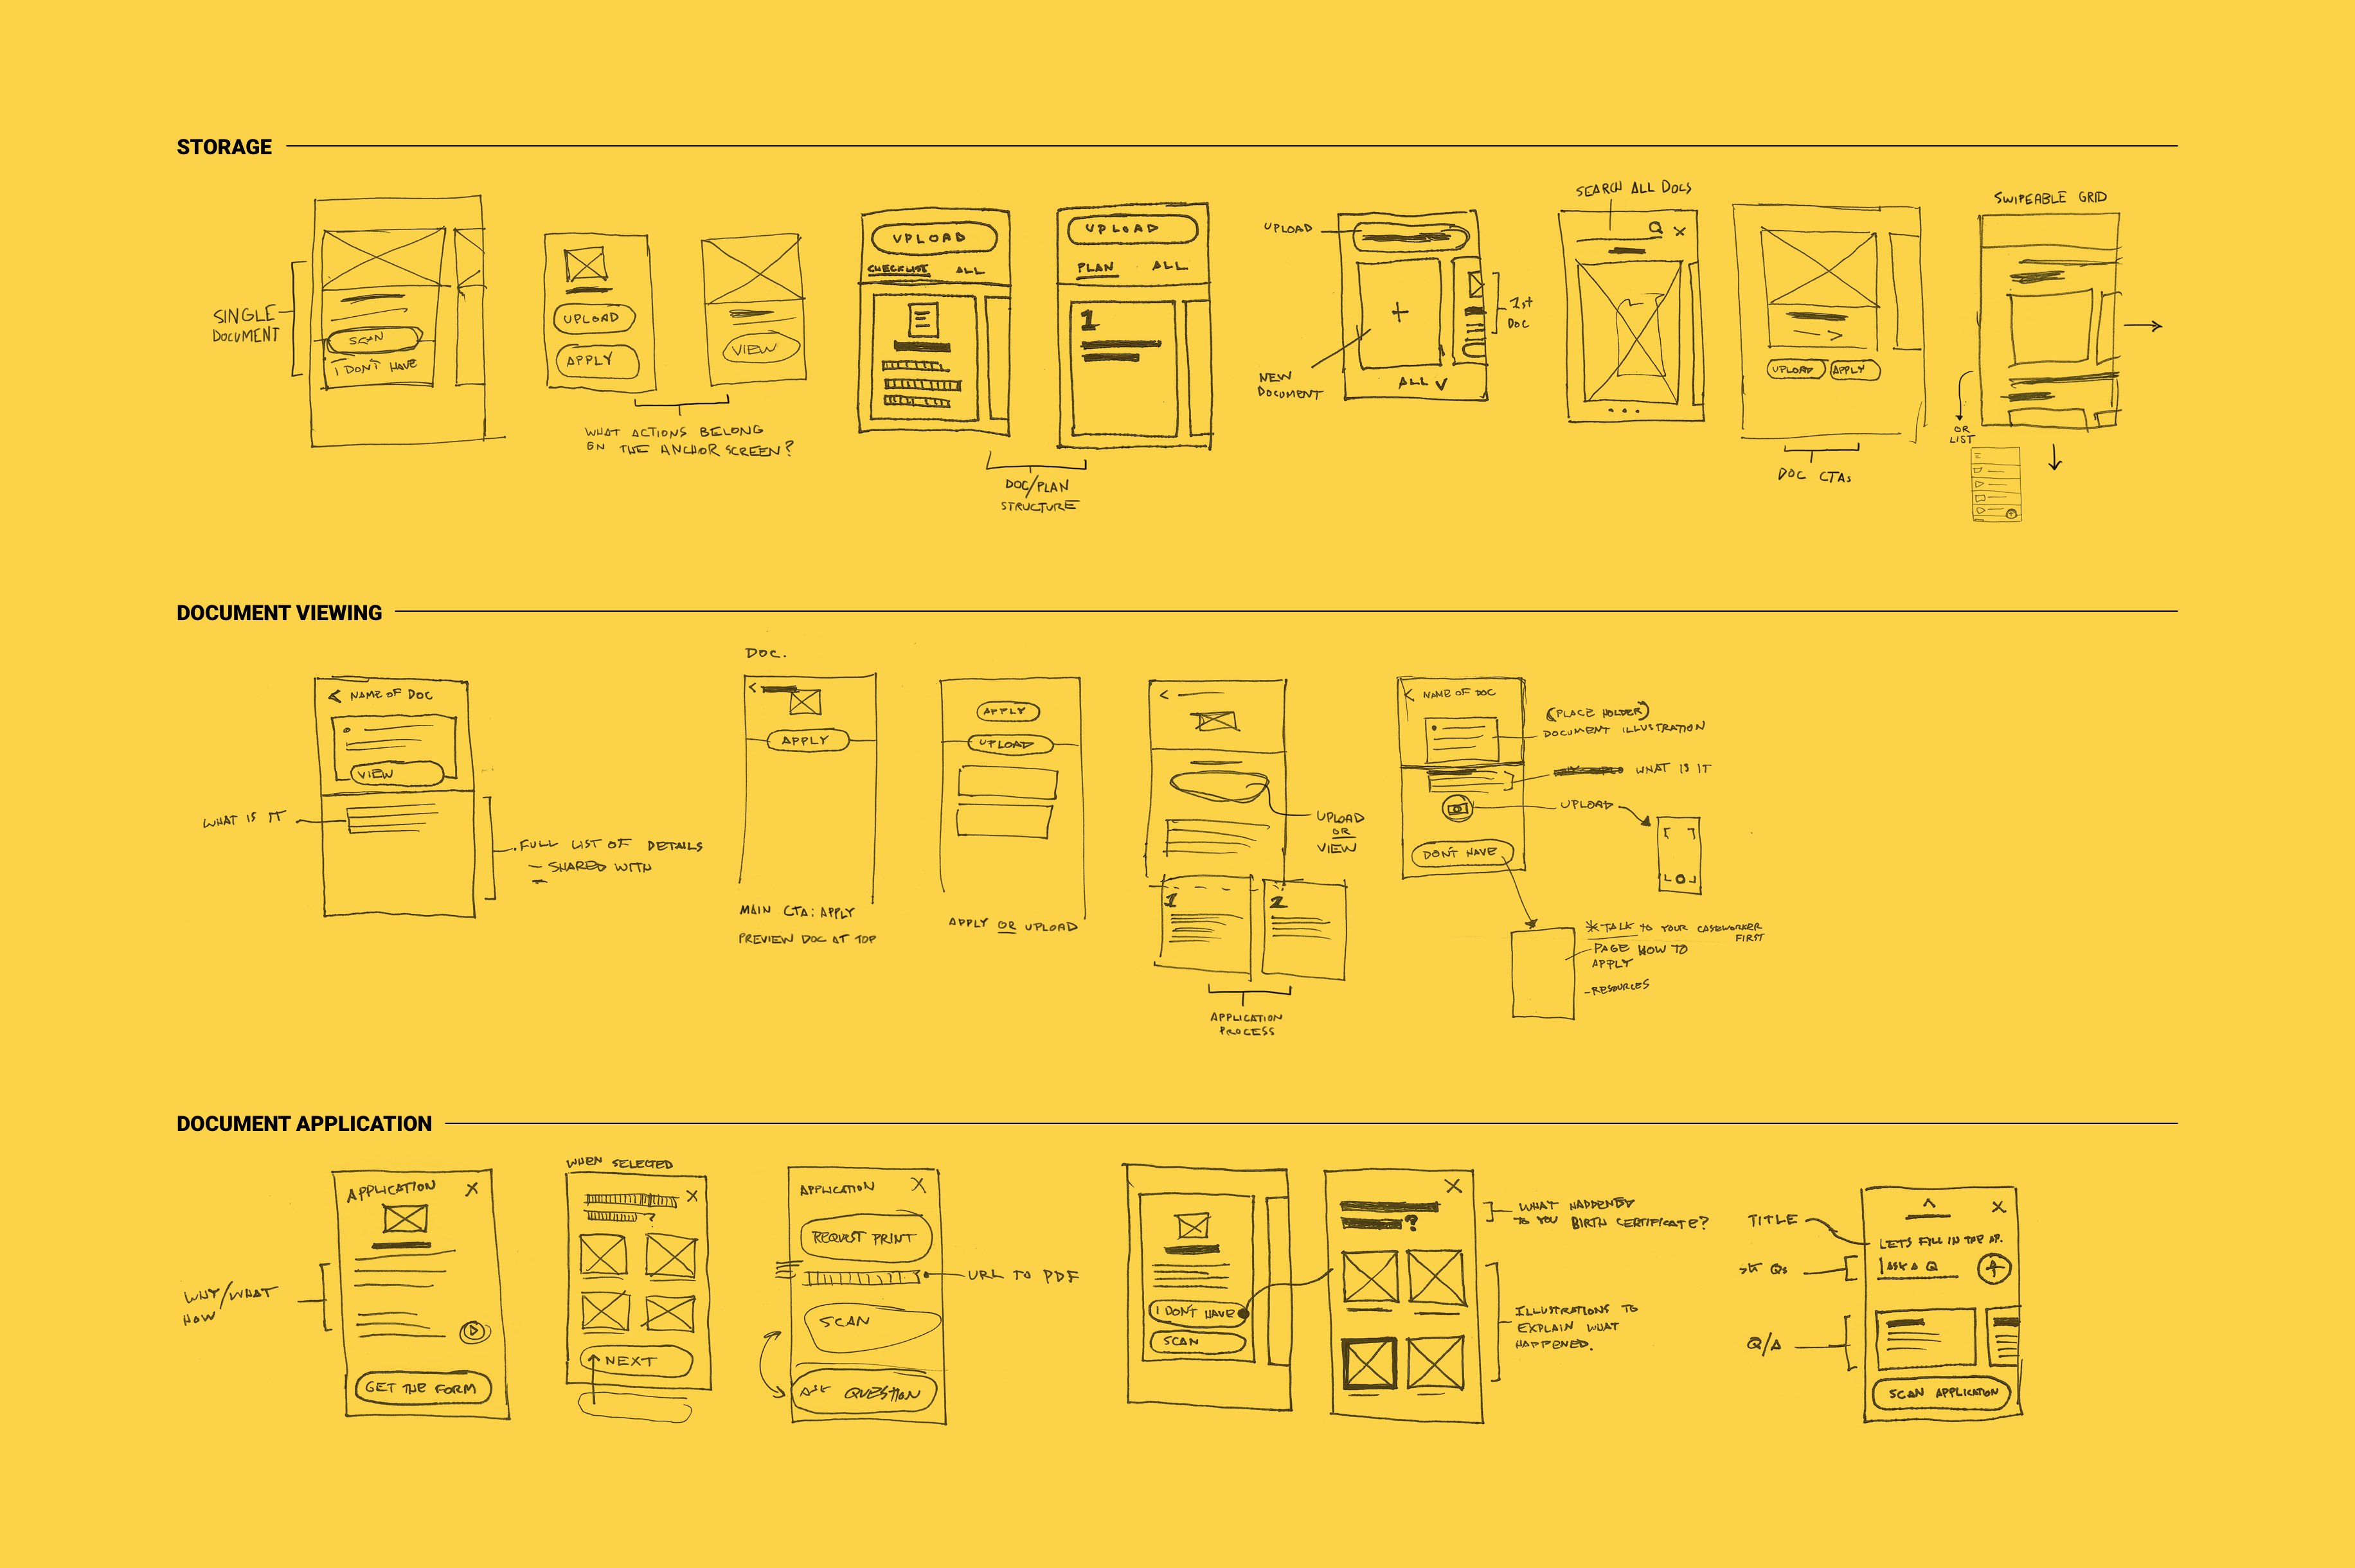 STORAGE
SINGLE
DOCUMENT
SCAN
I DON'T HAVE
UPLOAD
APPLY
VIEW
WHAT ACTIONS BELONG
ON THE ANCHOR SCREEN?
UPLOAD
CHECKLIST ALL
UPLOAD
PLAN ALL
1
DOC/PLAN
STRUCTURE
UPLOAD
+
1st
DOC
NEW
DOCUMENT
ALL
SEARCH ALL DOCS
X
UPLOAD APPLY
DOC CTAs
SWIPEABLE GRID
OR
LIST
DOCUMENT VIEWING
< NAME OF DOC
VIEW
WHAT IS IT
FULL LIST OF DETAILS
- SHARED WITH
-
DOC.
<
APPLY
MAIN CTA: APPLY
PREVIEW DOC AT TOP
APPLY
UPLOAD
APPLY OR UPLOAD
<
UPLOAD
OR
VIEW
1
2
APPLICATION
PROCESS
< NAME OF DOC
(PLACE HOLDER)
DOCUMENT ILLUSTRATION
WHAT IS IT
UPLOAD
DON'T HAVE
* TALK TO YOUR CASEWORKER
FIRST
- PAGE HOW TO
APPLY
- RESOURCES
DOCUMENT APPLICATION
APPLICATION X
WHY/WHAT
HOW
GET THE FORM
WHEN SELECTED
X
?
NEXT
APPLICATION X
REQUEST PRINT
URL TO PDF
SCAN
ASK QUESTION
I DON'T HAVE
SCAN
X
?
WHAT HAPPENED
TO YOU BIRTH CERTIFICATE?
ILLUSTRATIONS TO
EXPLAIN WHAT
HAPPENED.
X
TITLE
LETS FILL IN THE AP.
ASK A Q
Qs
Q/A
SCAN APPLICATION